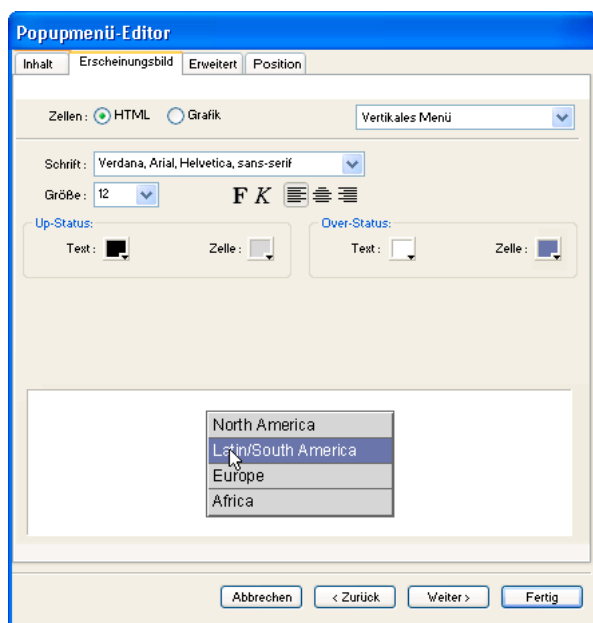 Popupmenü-Editor
Inhalt Erscheinungsbild Erweitert Position
Zellen: HTML Grafik Vertikales Menü
Schrift: Verdana, Arial, Helvetica, sans-serif
Größe: 12 F K
Up-Status: Over-Status:
Text: Zelle: Text: Zelle:
North America
Latin/South America
Europe
Africa
Abbrechen < Zurück Weiter > Fertig